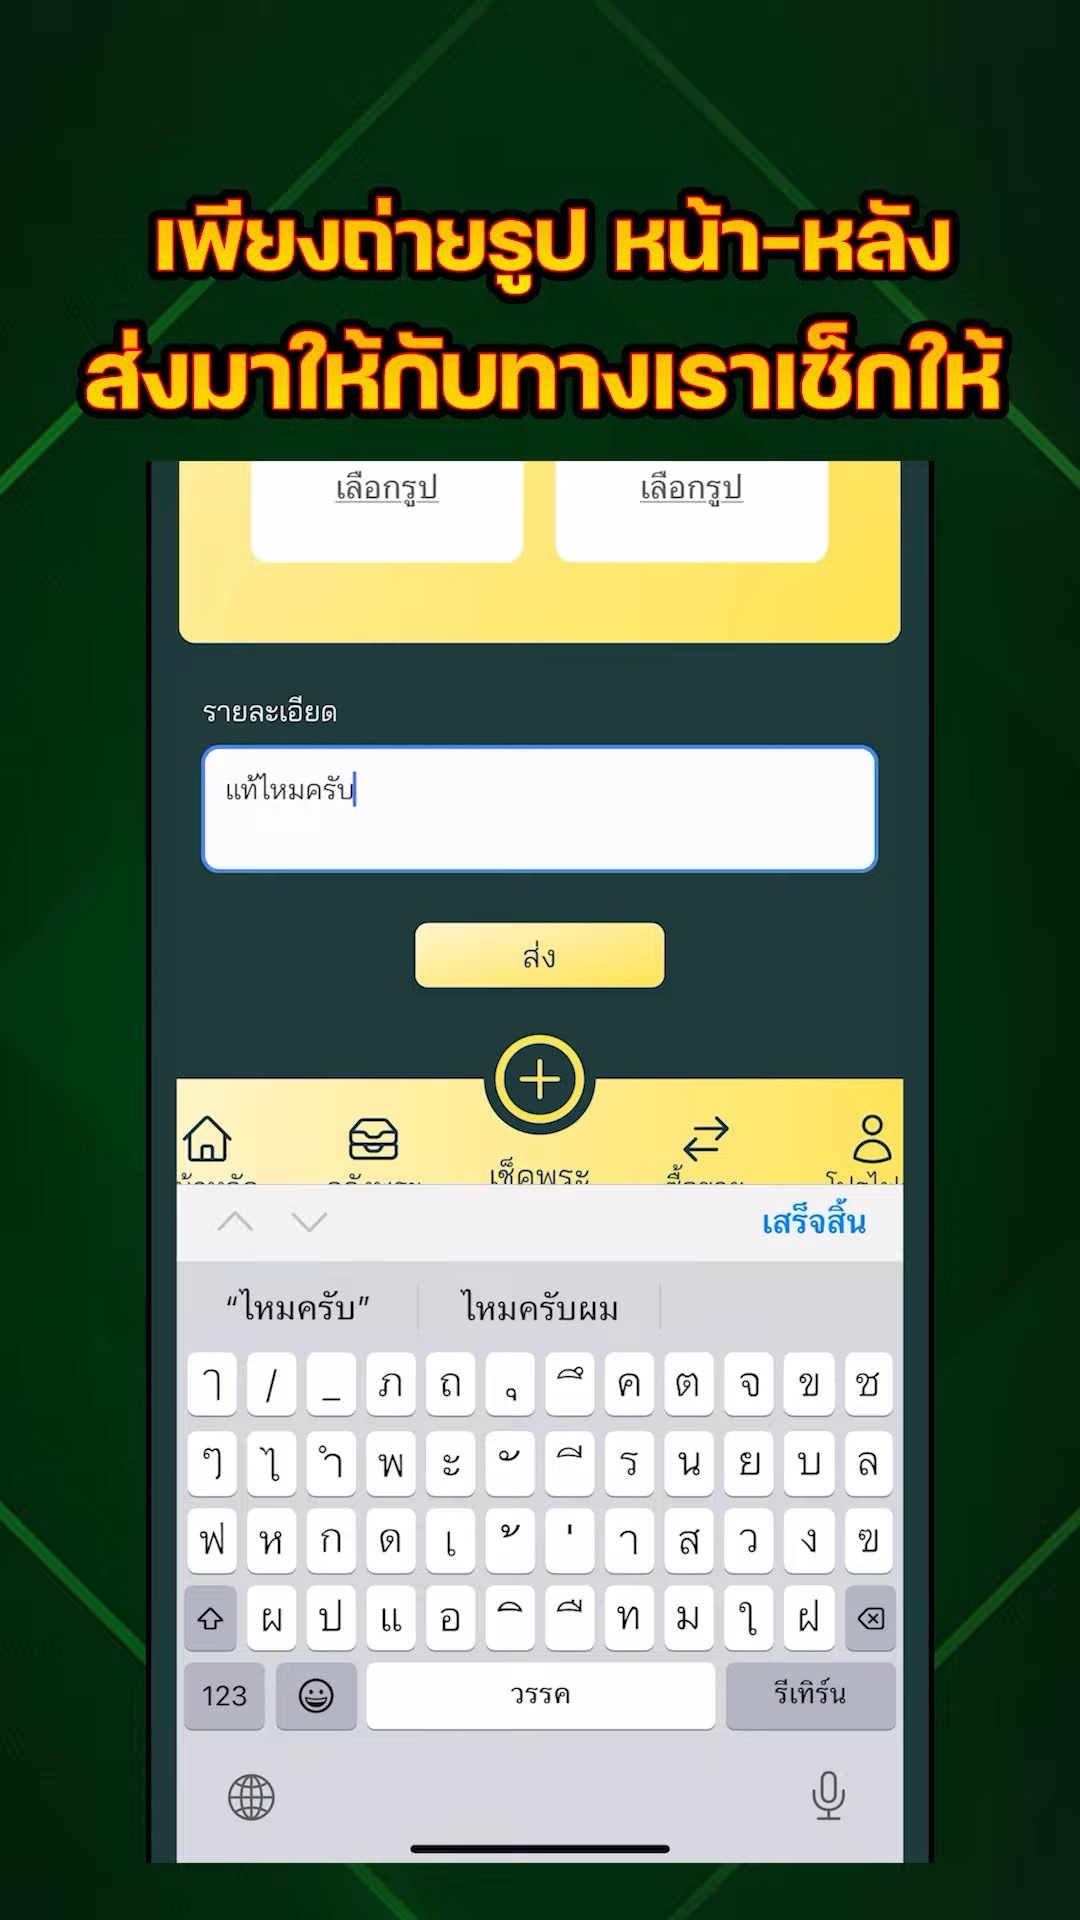 เพียงถ่ายรูป หน้า-หลัง
ส่งมาให้กับทางเราเช็กให้
เลือกรูป เลือกรูป
รายละเอียด
แท้ไหมครับ
ส่ง
เช็คพระ
เสร็จสิ้น
“ไหมครับ” ไหมครับผม
ๅ / _ ภ ถ ุ ึ ค ต จ ข ช
ๆ ไ ำ พ ะ ั ี ร น ย บ ล
ฟ ห ก ด เ ้ ่ า ส ว ง ฃ
ผ ป แ อ ิ ื ท ม ใ ฝ
123 วรรค รีเทิร์น